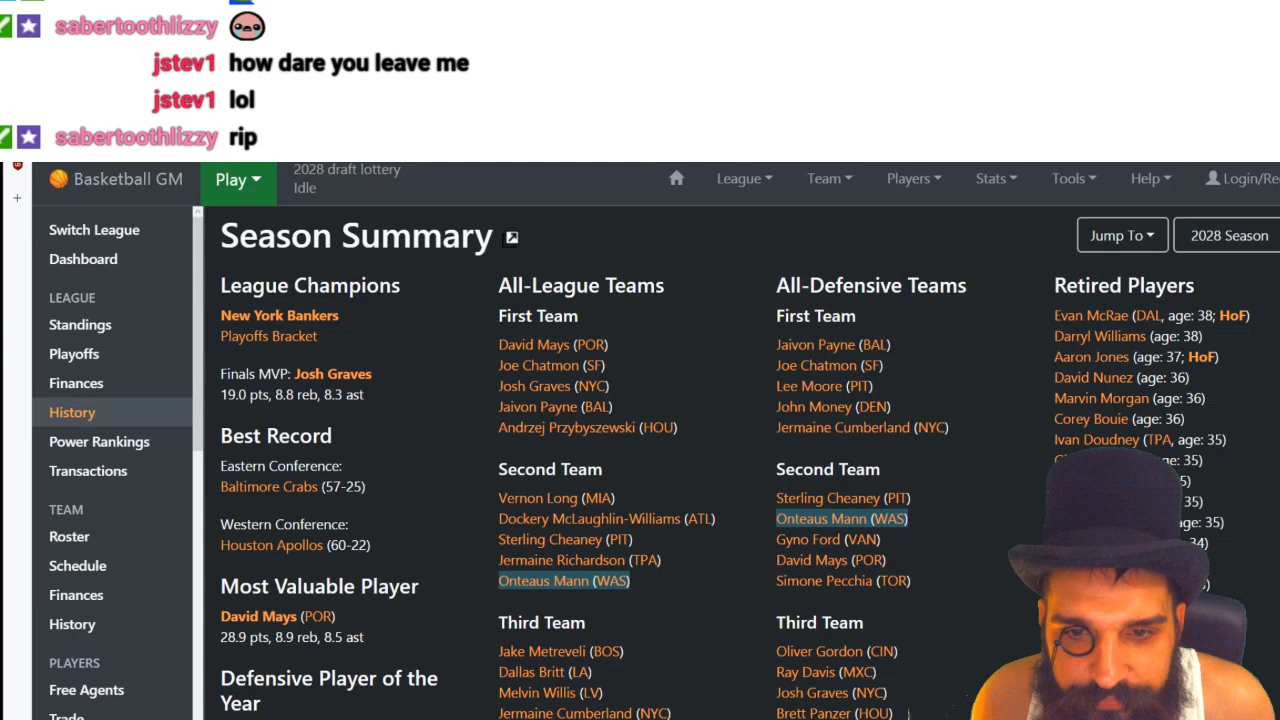 sabertoothlizzy
jstev1 how dare you leave me
jstev1 lol
sabertoothlizzy rip
Basketball GM
Play
2028 draft lottery
Idle
League
Team
Players
Stats
Tools
Help
Login/Re
Switch League
Dashboard
LEAGUE
Standings
Playoffs
Finances
History
Power Rankings
Transactions
TEAM
Roster
Schedule
Finances
History
PLAYERS
Free Agents
Trade
Season Summary
Jump To
2028 Season
League Champions
New York Bankers
Playoffs Bracket
Finals MVP: Josh Graves
19.0 pts, 8.8 reb, 8.3 ast
Best Record
Eastern Conference:
Baltimore Crabs (57-25)
Western Conference:
Houston Apollos (60-22)
Most Valuable Player
David Mays (POR)
28.9 pts, 8.9 reb, 8.5 ast
Defensive Player of the
Year
All-League Teams
First Team
David Mays (POR)
Joe Chatmon (SF)
Josh Graves (NYC)
Jaivon Payne (BAL)
Andrzej Przybyszewski (HOU)
Second Team
Vernon Long (MIA)
Dockery McLaughlin-Williams (ATL)
Sterling Cheaney (PIT)
Jermaine Richardson (TPA)
Onteaus Mann (WAS)
Third Team
Jake Metreveli (BOS)
Dallas Britt (LA)
Melvin Willis (LV)
Jermaine Cumberland (NYC)
All-Defensive Teams
First Team
Jaivon Payne (BAL)
Joe Chatmon (SF)
Lee Moore (PIT)
John Money (DEN)
Jermaine Cumberland (NYC)
Second Team
Sterling Cheaney (PIT)
Onteaus Mann (WAS)
Gyno Ford (VAN)
David Mays (POR)
Simone Pecchia (TOR)
Third Team
Oliver Gordon (CIN)
Ray Davis (MXC)
Josh Graves (NYC)
Brett Panzer (HOU)
Retired Players
Evan McRae (DAL, age: 38; HoF)
Darryl Williams (age: 38)
Aaron Jones (age: 37; HoF)
David Nunez (age: 36)
Marvin Morgan (age: 36)
Corey Bouie (age: 36)
Ivan Doudney (TPA, age: 35)
ge: 35)
5)
35)
e: 35)
34)